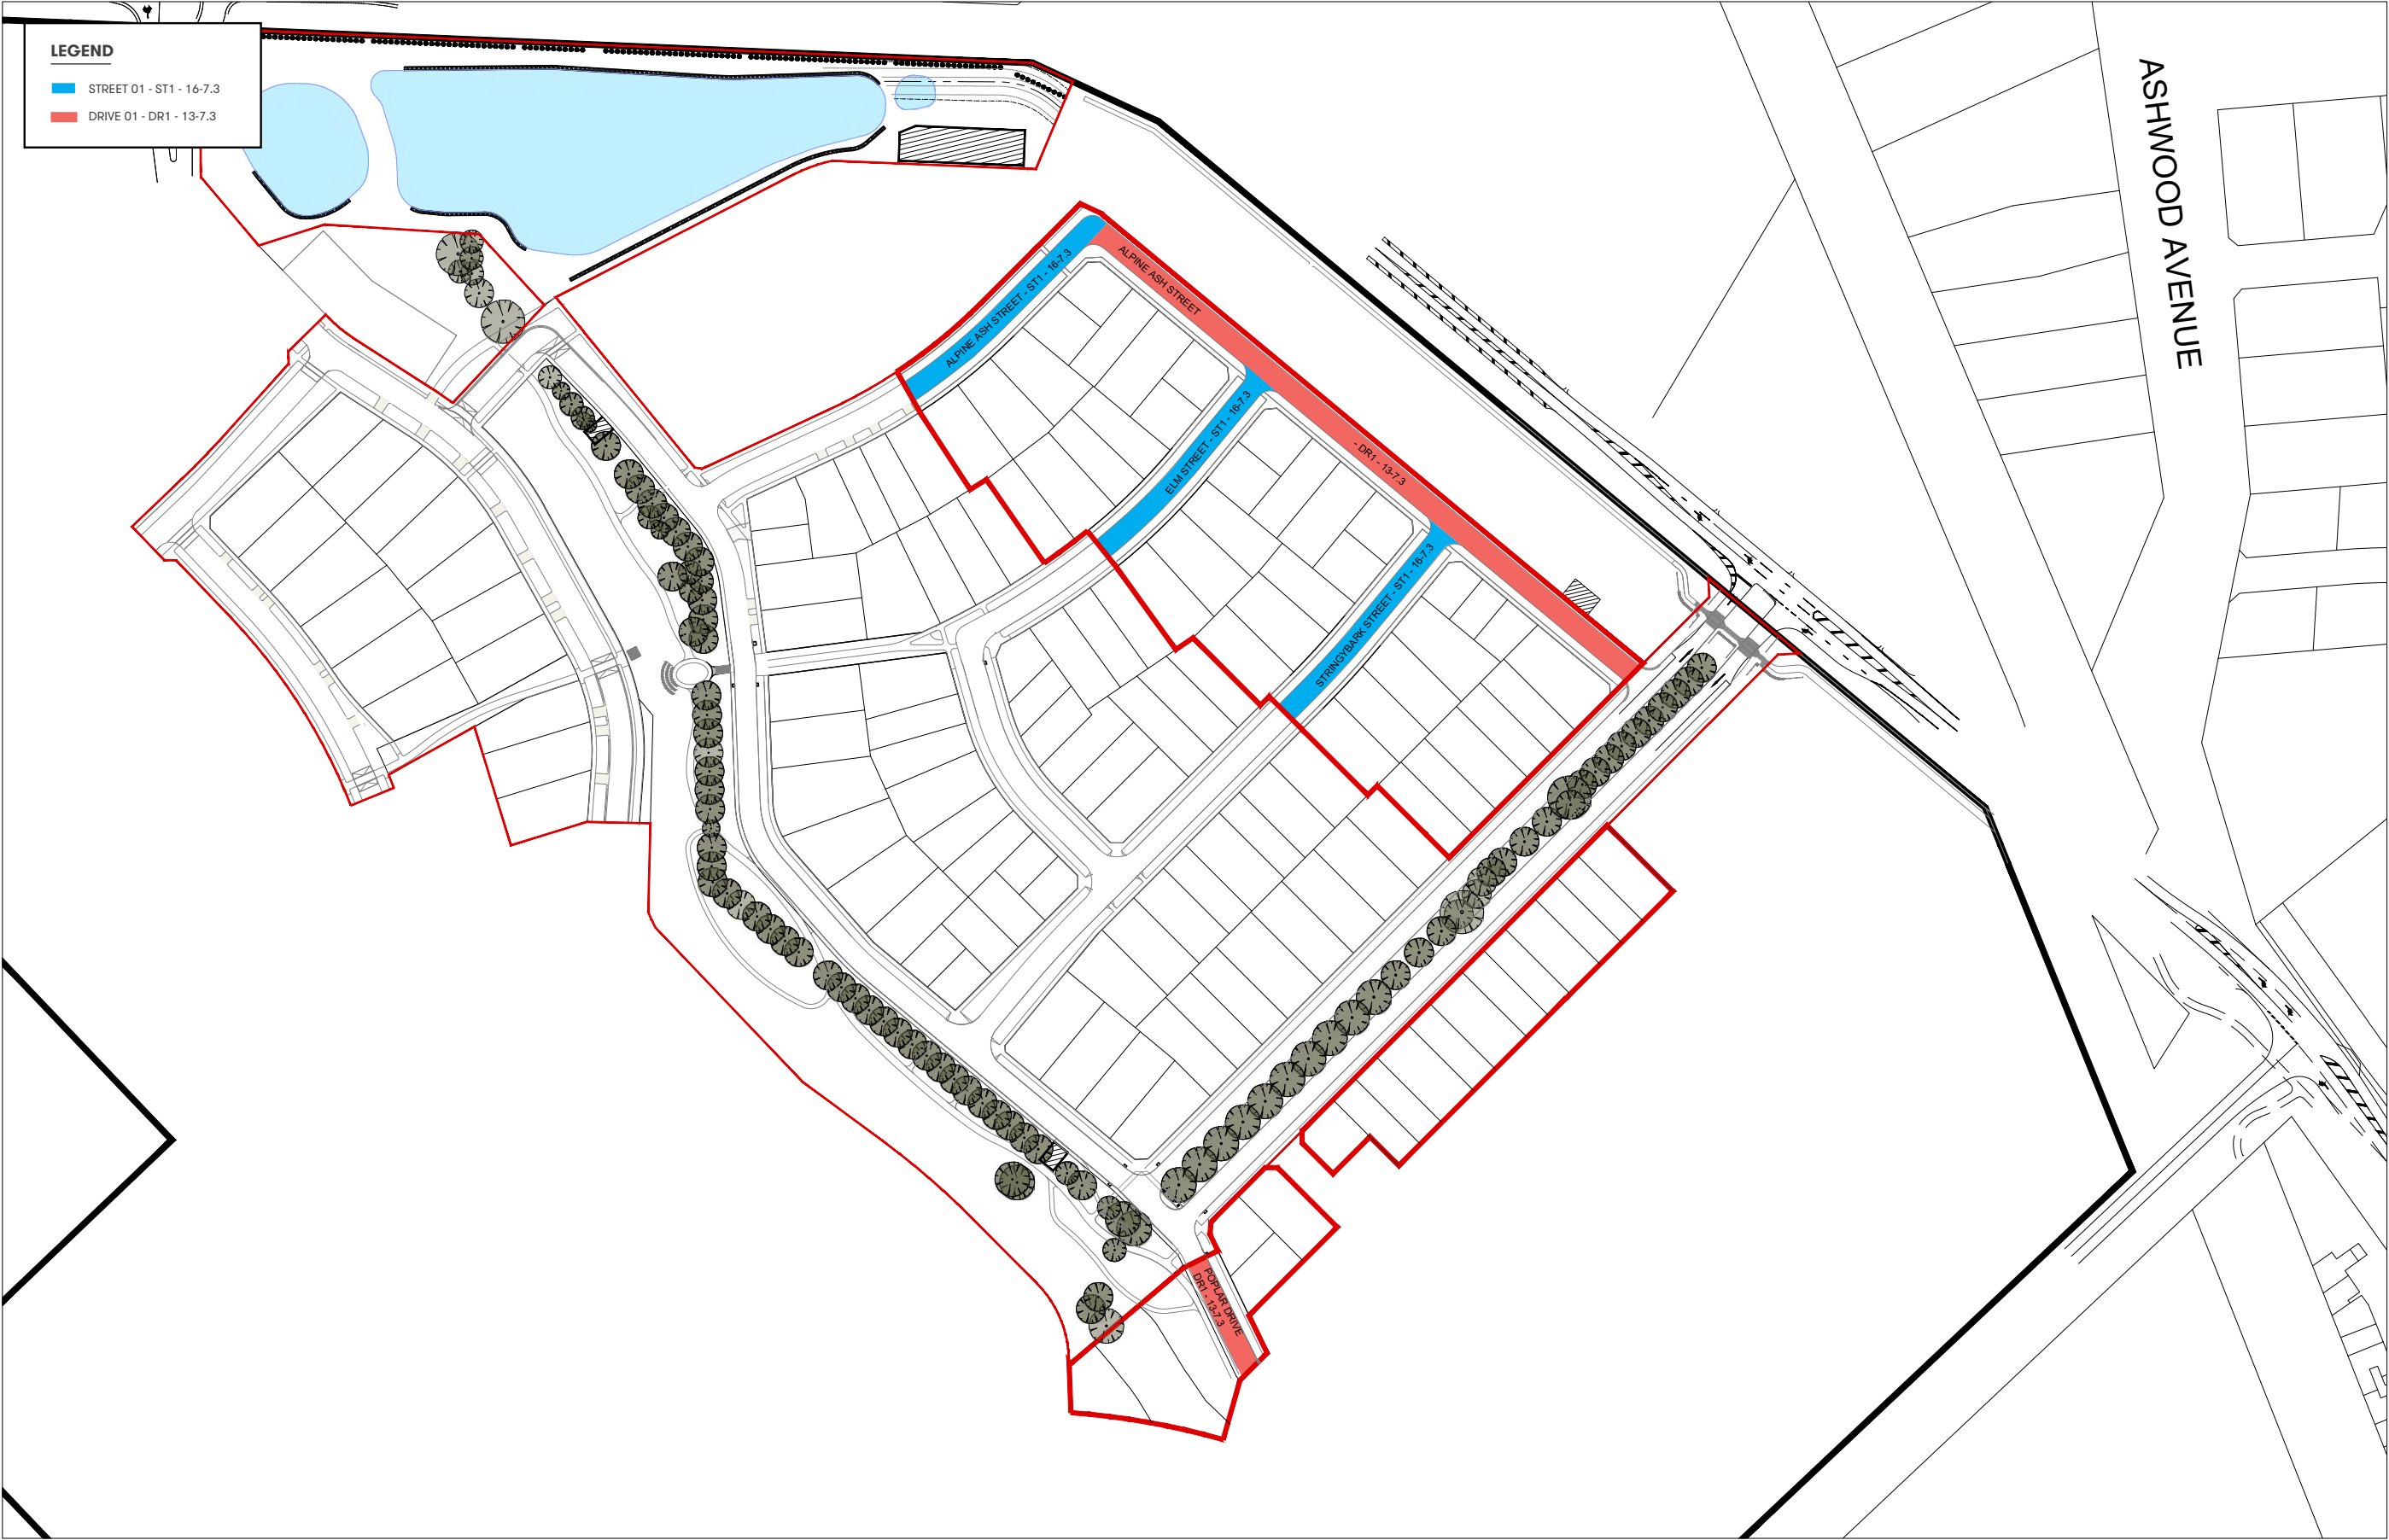 LEGEND
STREET 01 - ST1 - 16-7.3
DRIVE 01 - DR1 - 13-7.3
ASHWOOD AVENUE
ALPINE ASH STREET - ST1 - 16-7.3
ALPINE ASH STREET
- DR1 - 13-7.3
ELM STREET - ST1 - 16-7.3
STRINGYBARK STREET - ST1 - 16-7.3
POPLAR DRIVE
DR1 - 13-7.3